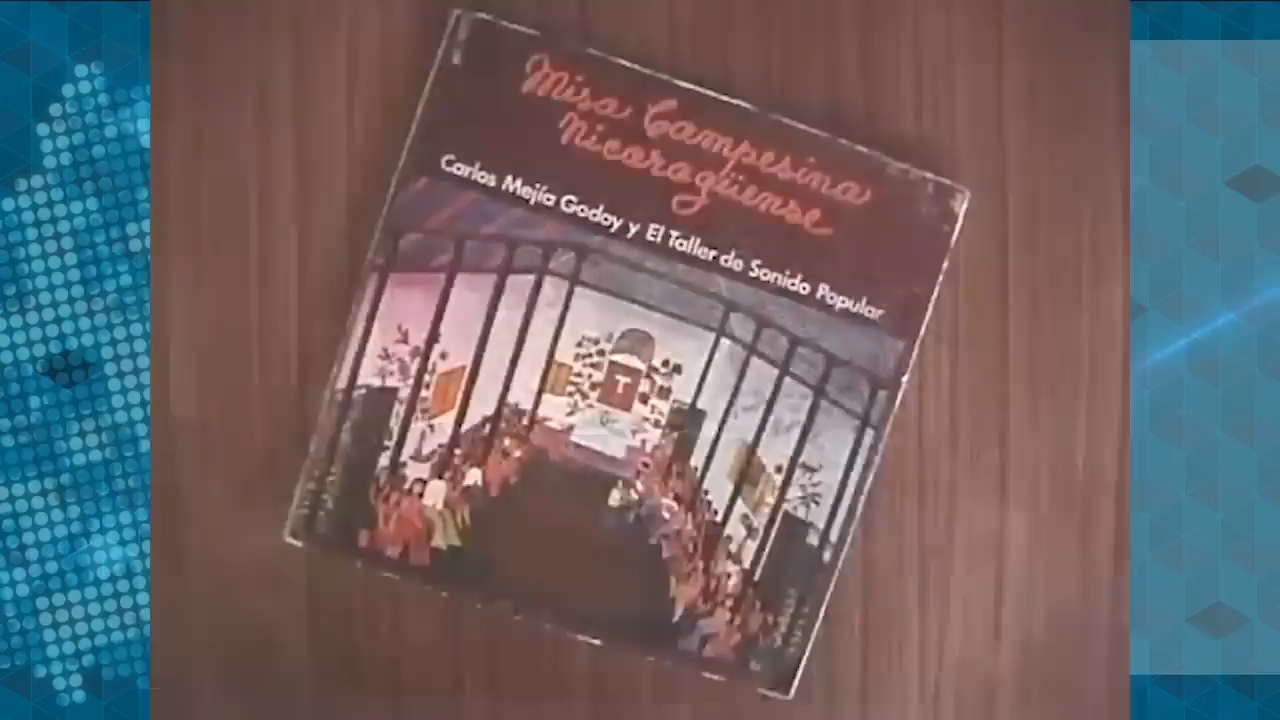 Misa Campesina
Nicaragüense
Carlos Mejía Godoy y El Taller de Sonido Popular
T